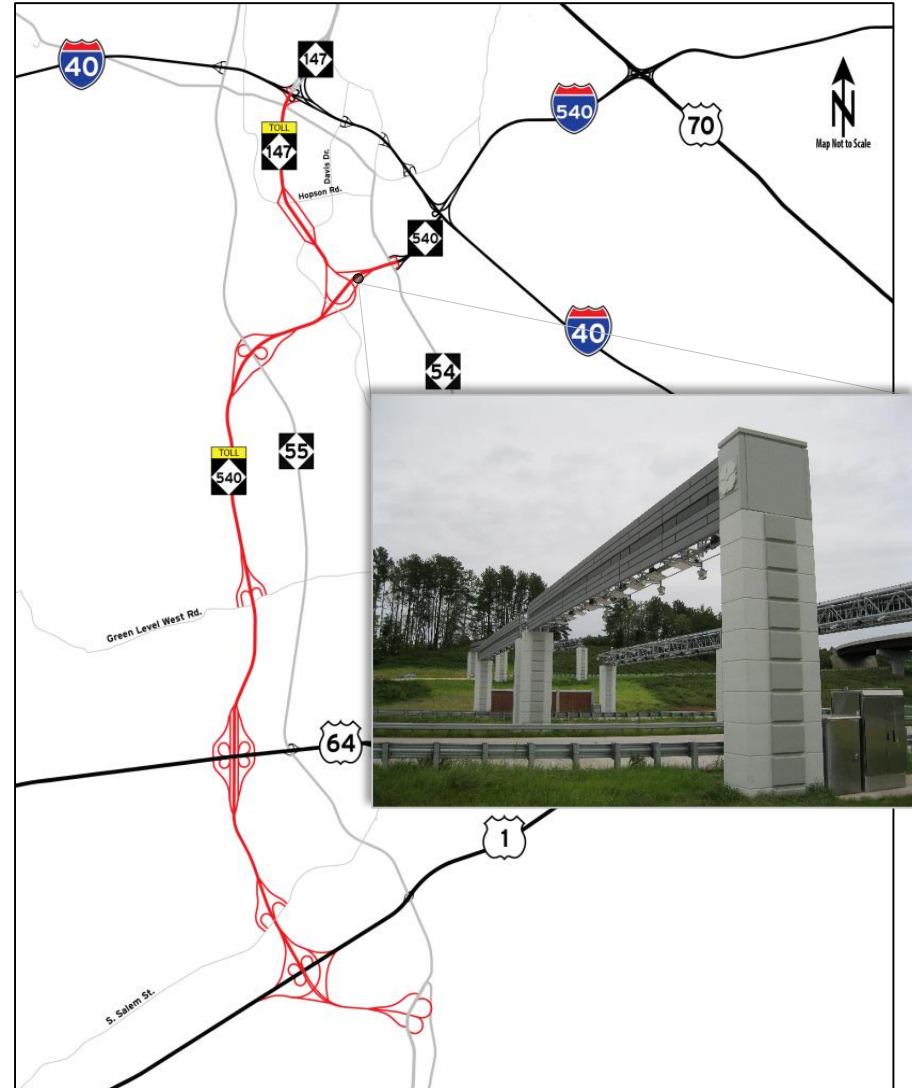 40
147
TOLL
147
Davis Dr.
Hopson Rd.
540
70
N
Map Not to Scale
540
40
54
55
TOLL
540
Green Level West Rd.
64
1
S. Salem St.